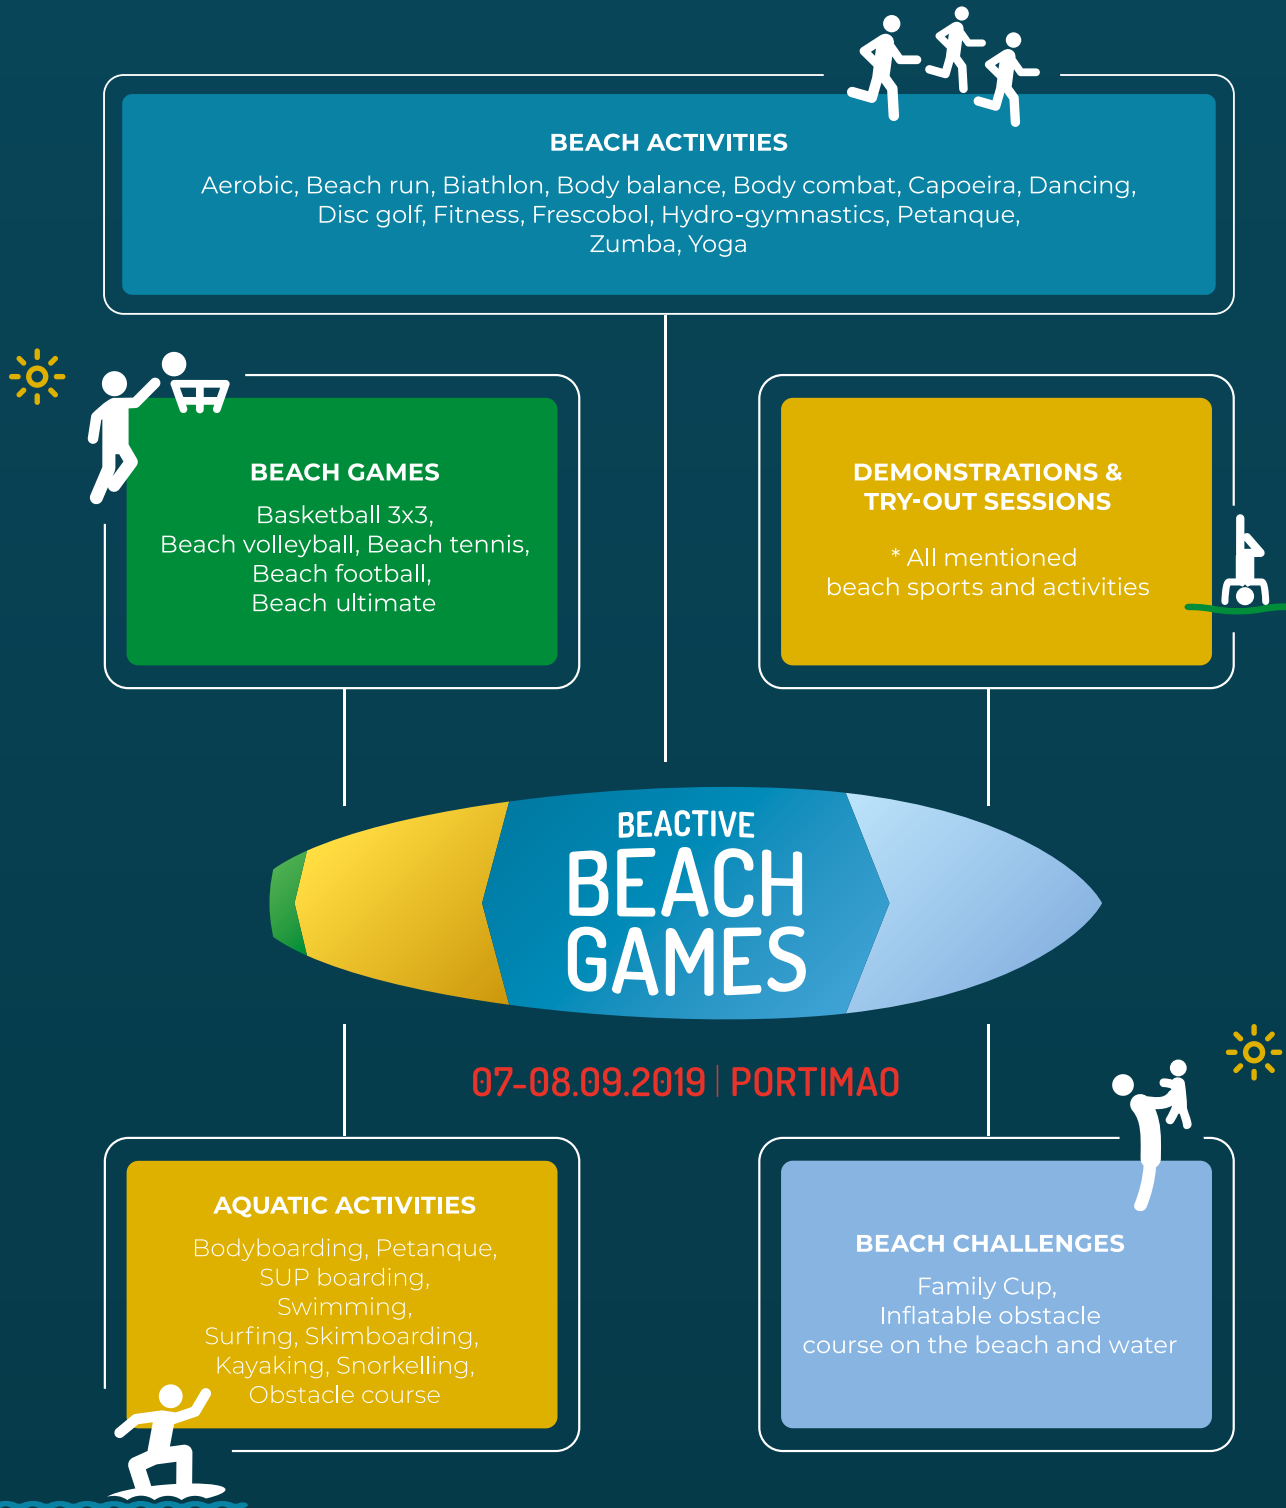 BEACH ACTIVITIES
Aerobic, Beach run, Biathlon, Body balance, Body combat, Capoeira, Dancing,
Disc golf, Fitness, Frescobol, Hydro-gymnastics, Petanque,
Zumba, Yoga
BEACH GAMES
Basketball 3x3,
Beach volleyball, Beach tennis,
Beach football,
Beach ultimate
DEMONSTRATIONS &
TRY-OUT SESSIONS
* All mentioned
beach sports and activities
BEACTIVE
BEACH
GAMES
07-08.09.2019 | PORTIMAO
AQUATIC ACTIVITIES
Bodyboarding, Petanque,
SUP boarding,
Swimming,
Surfing, Skimboarding,
Kayaking, Snorkelling,
Obstacle course
BEACH CHALLENGES
Family Cup,
Inflatable obstacle
course on the beach and water